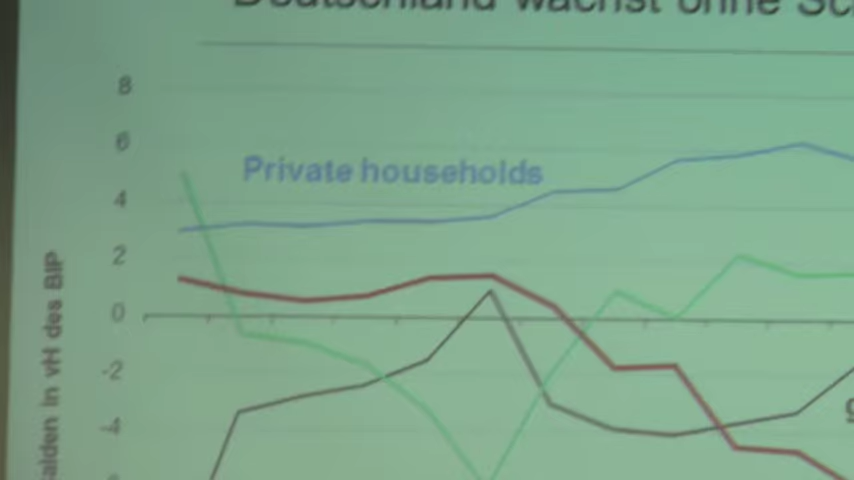 Deutschland wächst ohne
8
6
Private households
4
2
0
-2
-4
in vH des BIP